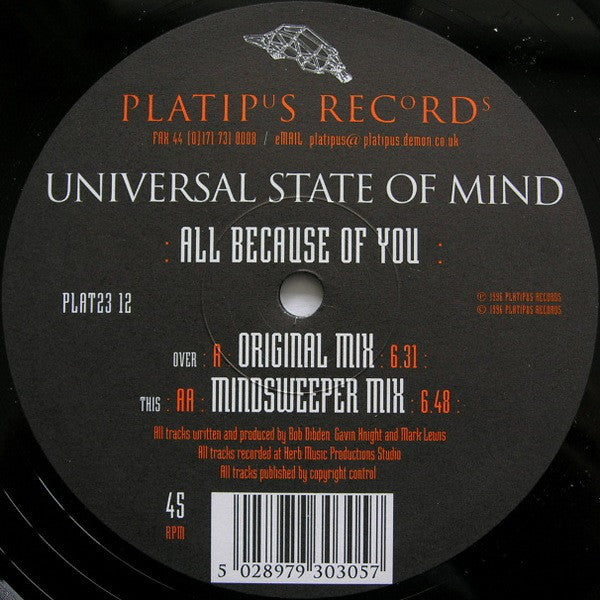 PLATIPUS RECORDS
FAX 44 [0]171 731 0008 / eMAIL platipus@ platipus.demon.co.uk
UNIVERSAL STATE OF MIND
: ALL BECAUSE OF YOU :
PLAT23 12
℗ 1996 PLATIPUS RECORDS
© 1996 PLATIPUS RECORDS
OVER : A : ORIGINAL MIX : 6.31 :
THIS : AA : MINDSWEEPER MIX : 6.48 :
All tracks written and produced by Bob Dibden, Gavin Knight and Mark Lewis
All tracks recorded at Herb Music Productions Studio
All tracks published by copyright control
45
RPM
5 028979 303057